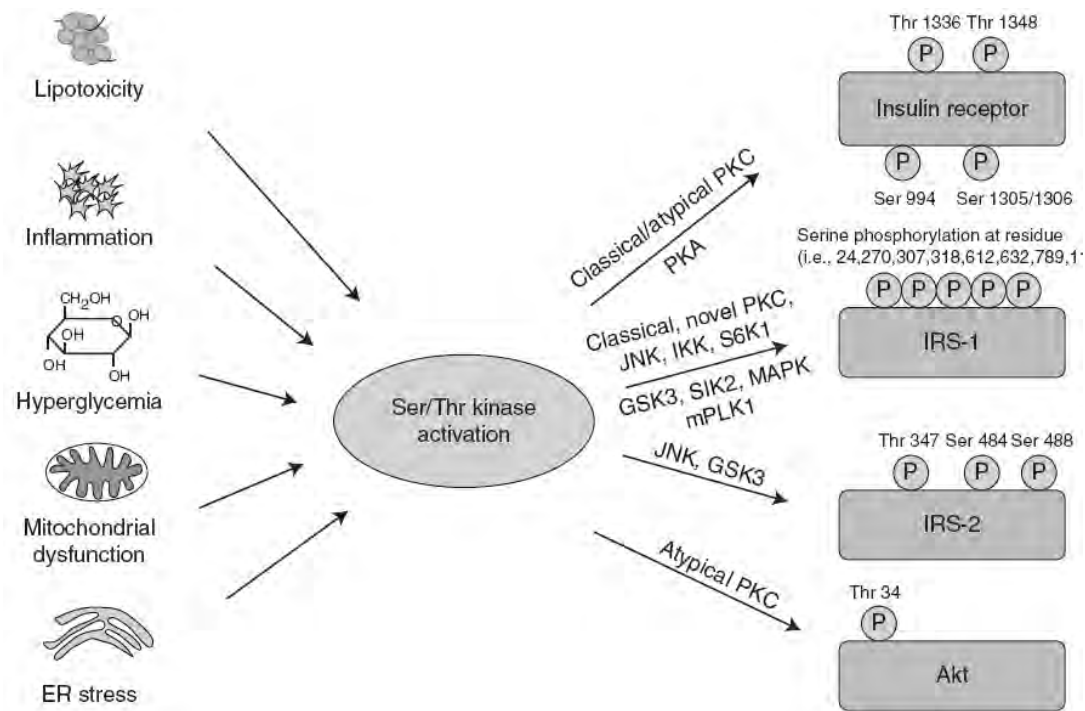 Lipotoxicity
Inflammation
CH₂OH
O
OH
OH
OH
OH
Hyperglycemia
Mitochondrial
dysfunction
ER stress
Ser/Thr kinase
activation
Classical/atypical PKC
PKA
Classical, novel PKC,
JNK, IKK, S6K1
GSK3, SIK2, MAPK
mPLK1
JNK, GSK3
Atypical PKC
Thr 1336 Thr 1348
P P
Insulin receptor
P P
Ser 994 Ser 1305/1306
Serine phosphorylation at residue
(i.e., 24,270,307,318,612,632,789,11
P P P P P
IRS-1
Thr 347 Ser 484 Ser 488
P P P
IRS-2
Thr 34
P
Akt